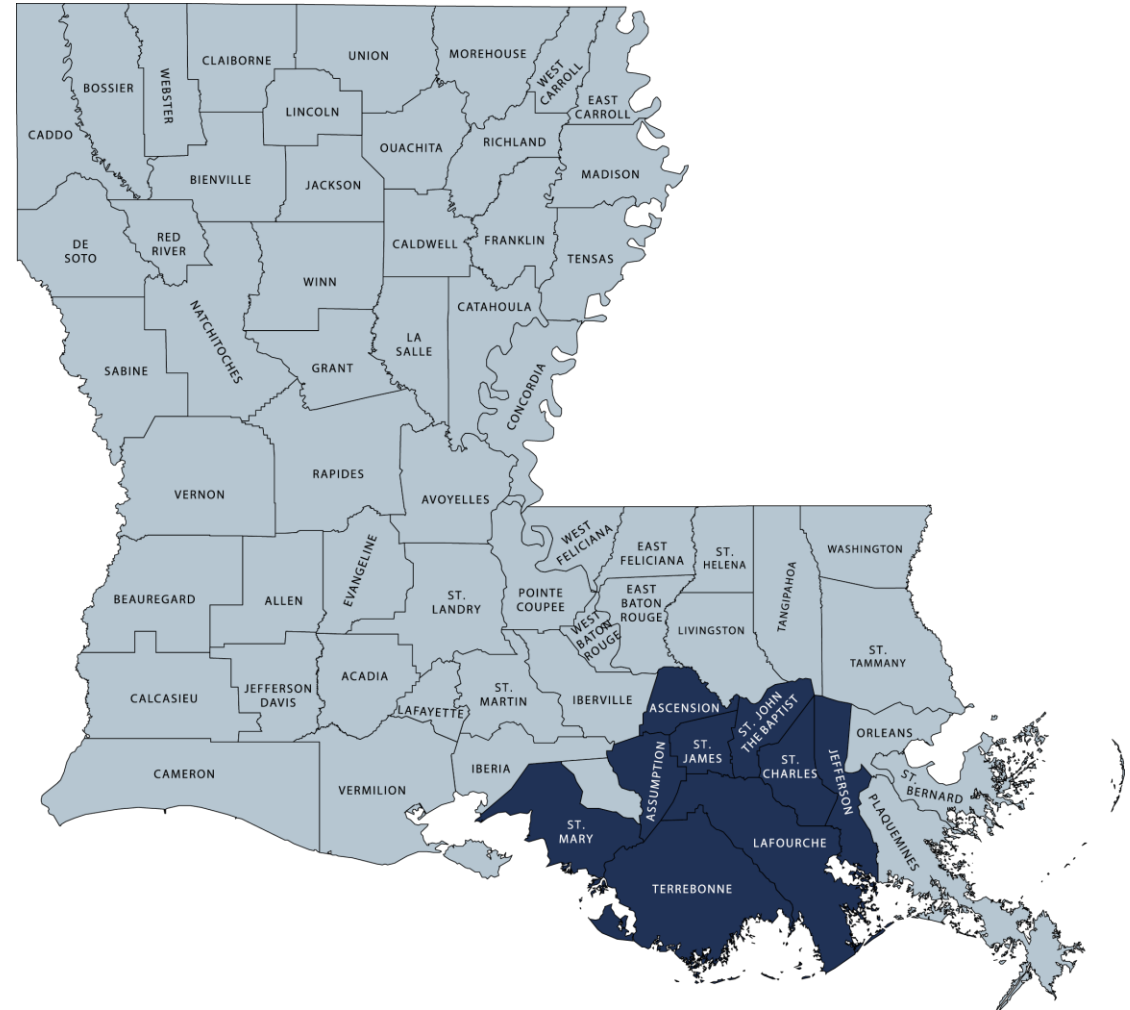 CLAIBORNE
UNION
MOREHOUSE
WEST
CARROLL
BOSSIER
WEBSTER
LINCOLN
EAST
CARROLL
CADDO
OUACHITA
RICHLAND
MADISON
BIENVILLE
JACKSON
DE
SOTO
RED
RIVER
CALDWELL
FRANKLIN
TENSAS
WINN
NATCHITOCHES
CATAHOULA
LA
SALLE
SABINE
GRANT
CONCORDIA
VERNON
RAPIDES
AVOYELLES
WEST
FELICIANA
EAST
FELICIANA
ST.
HELENA
TANGIPAHOA
WASHINGTON
BEAUREGARD
ALLEN
EVANGELINE
ST.
LANDRY
POINTE
COUPEE
WEST
BATON
ROUGE
EAST
BATON
ROUGE
LIVINGSTON
ST.
TAMMANY
CALCASIEU
JEFFERSON
DAVIS
ACADIA
LAFAYETTE
ST.
MARTIN
IBERVILLE
ASCENSION
ST. JOHN
THE BAPTIST
ORLEANS
CAMERON
VERMILION
IBERIA
ASSUMPTION
ST.
JAMES
ST.
CHARLES
JEFFERSON
ST.
BERNARD
PLAQUEMINES
ST.
MARY
LAFOURCHE
TERREBONNE